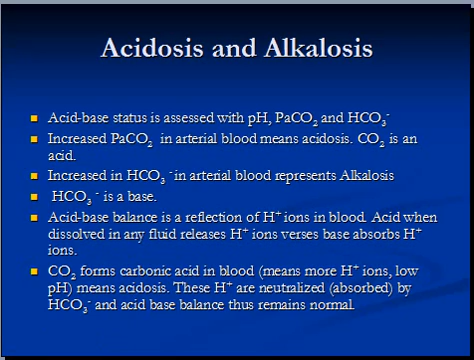 Acidosis and Alkalosis
Acid-base status is assessed with pH, PaCO₂ and HCO₃⁻
Increased PaCO₂ in arterial blood means acidosis. CO₂ is an
acid.
Increased in HCO₃ ⁻in arterial blood represents Alkalosis
HCO₃ ⁻ is a base.
Acid-base balance is a reflection of H⁺ ions in blood. Acid when
dissolved in any fluid releases H⁺ ions verses base absorbs H⁺
ions.
CO₂ forms carbonic acid in blood (means more H⁺ ions, low
pH) means acidosis. These H⁺ are neutralized (absorbed) by
HCO₃⁻ and acid base balance thus remains normal.